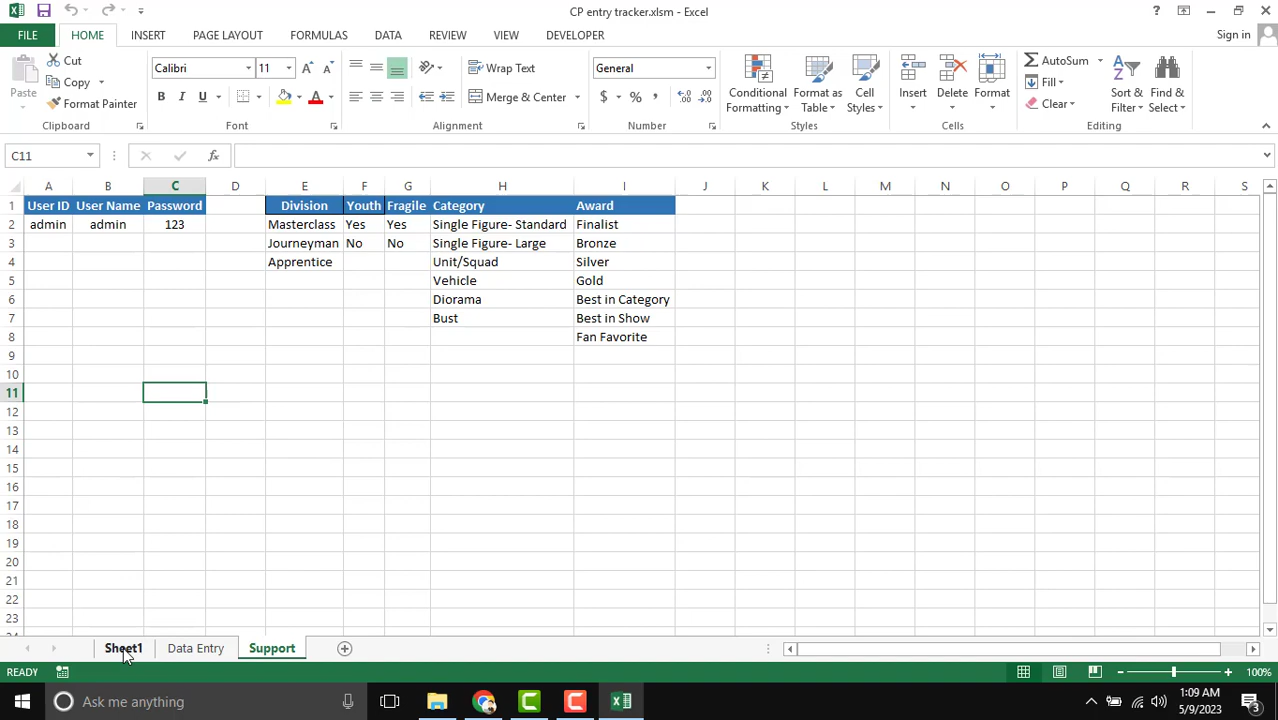 CP entry tracker.xlsm - Excel
?
FILE HOME INSERT PAGE LAYOUT FORMULAS DATA REVIEW VIEW DEVELOPER Sign in
Paste
Cut
Copy
Format Painter
Clipboard
Calibri 11
A A
B I U A
Font
Wrap Text
Merge & Center
Alignment
General
$ % ,
Number
Conditional Formatting
Format as Table
Cell Styles
Styles
Insert
Delete
Format
Cells
AutoSum
Fill
Clear
Sort & Filter
Find & Select
Editing
C11 fx
A B C D E F G H I J K L M N O P Q R S
1 User ID User Name Password Division Youth Fragile Category Award
2 admin admin 123 Masterclass Yes Yes Single Figure- Standard Finalist
3 Journeyman No No Single Figure- Large Bronze
4 Apprentice Unit/Squad Silver
5 Vehicle Gold
6 Diorama Best in Category
7 Bust Best in Show
8 Fan Favorite
9
10
11
12
13
14
15
16
17
18
19
20
21
22
23
Sheet1 Data Entry Support
READY 100%
Ask me anything
1:09 AM
5/9/2023
3